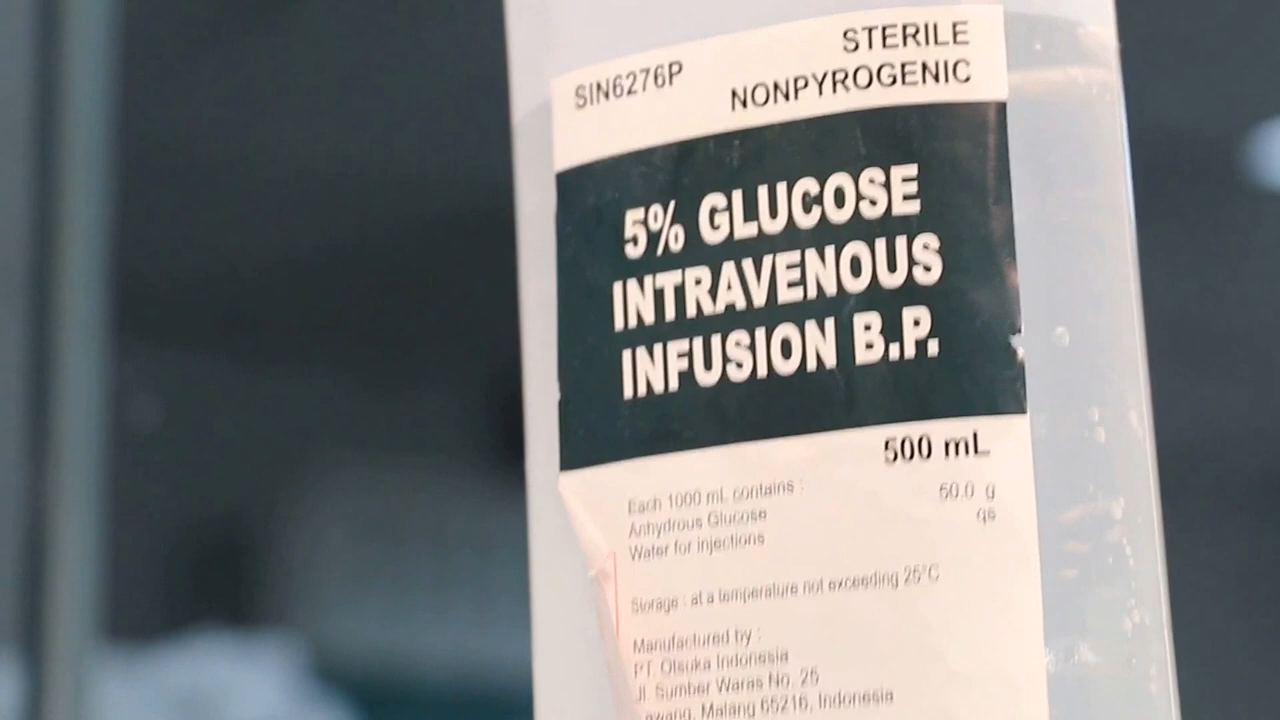 SIN6276P
STERILE
NONPYROGENIC
5% GLUCOSE
INTRAVENOUS
INFUSION B.P.
500 mL
Each 1000 mL contains :
Anhydrous Glucose 50.0 g
Water for injections qs
Storage : at a temperature not exceeding 25°C
Manufactured by :
PT. Otsuka Indonesia
Jl. Sumber Waras No. 25
Malang 65216, Indonesia